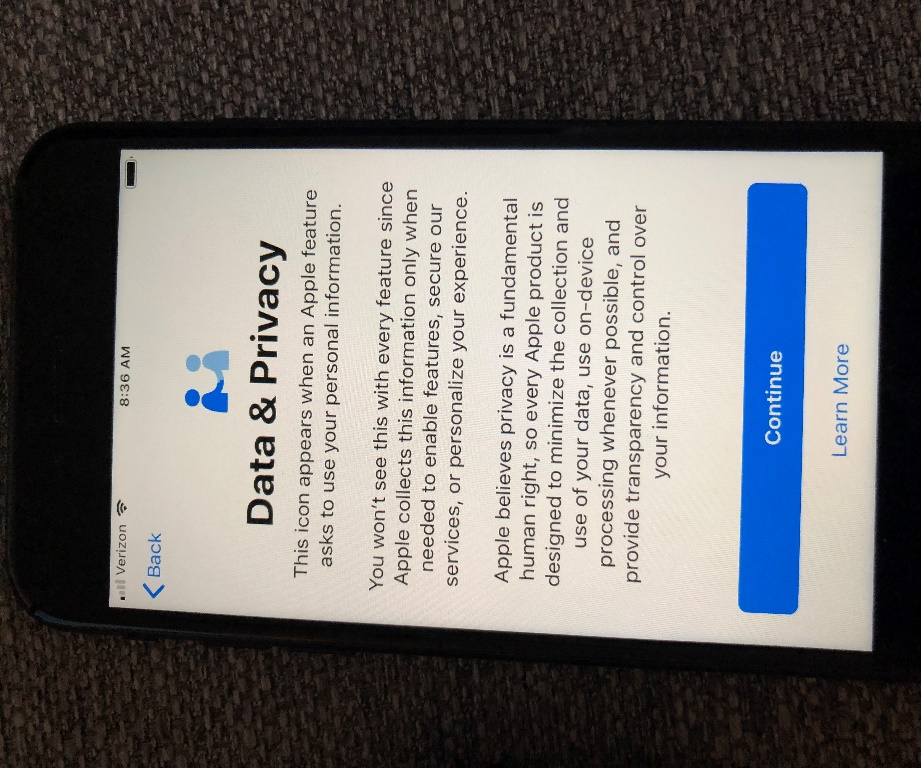 Verizon 8:36 AM
Back
Data & Privacy
This icon appears when an Apple feature
asks to use your personal information.
You won't see this with every feature since
Apple collects this information only when
needed to enable features, secure our
services, or personalize your experience.
Apple believes privacy is a fundamental
human right, so every Apple product is
designed to minimize the collection and
use of your data, use on-device
processing whenever possible, and
provide transparency and control over
your information.
Continue
Learn More